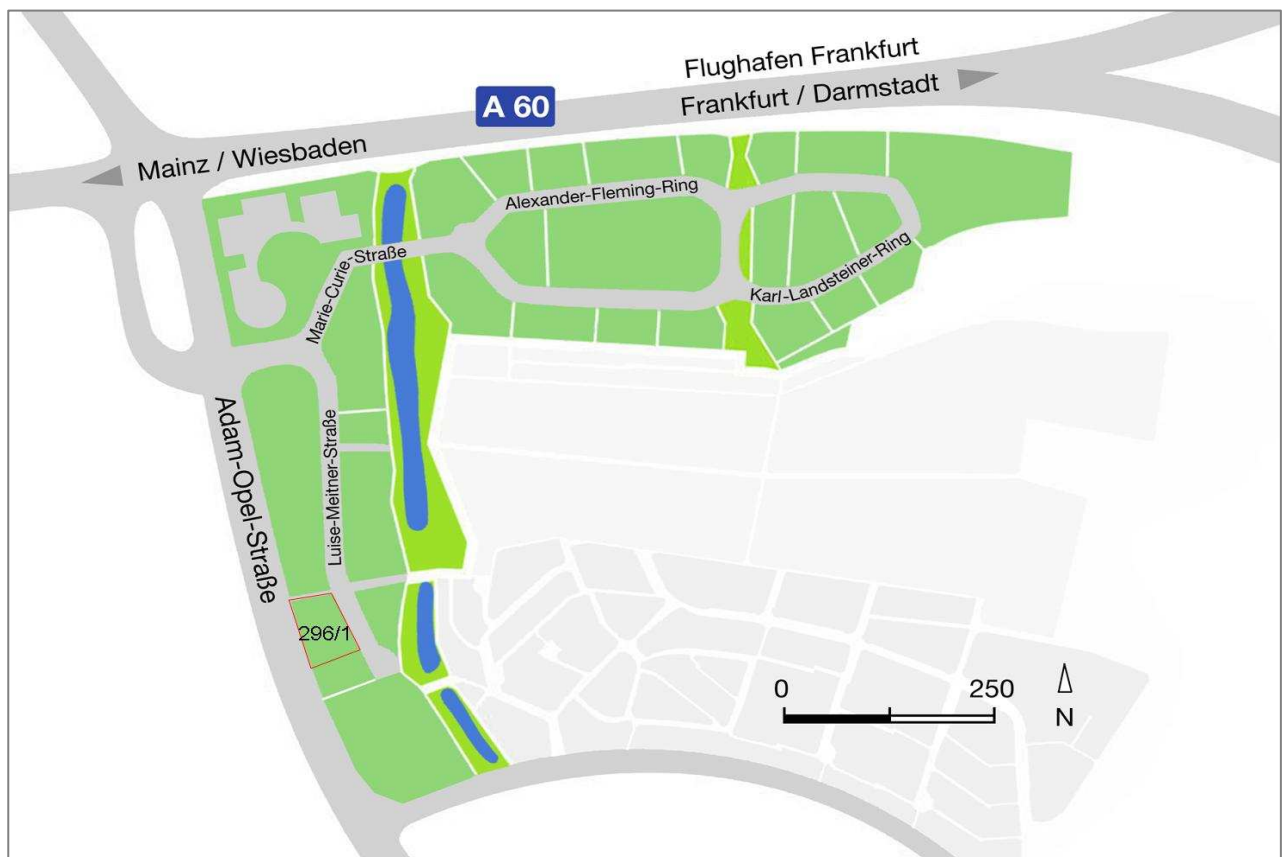 Flughafen Frankfurt
A 60
Frankfurt / Darmstadt
Mainz / Wiesbaden
Alexander-Fleming-Ring
Marie-Curie-Straße
Karl-Landsteiner-Ring
Adam-Opel-Straße
Luise-Meitner-Straße
296/1
0 250
N